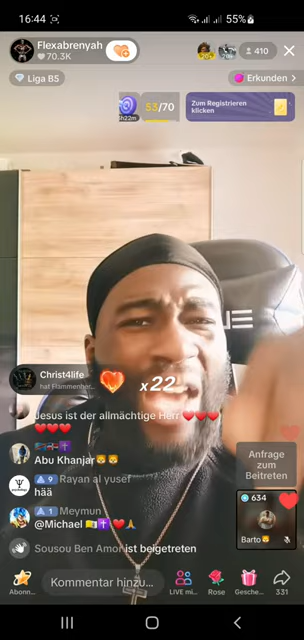 16:44
55%
Flexabrenyah
70.3K
410
Liga B5
Erkunden >
53/70
Zum Registrieren
klicken
Christ4life
hat Flammenher...
x22
Jesus ist der allmächtige Herr
Abu Khanjar
9 Rayan al yusef
hää
1 Meymun
@Michael
Sousou Ben Amor ist beigetreten
Anfrage
zum
Beitreten
634
Barto
Abonn...
Kommentar hinzu...
LIVE mi...
Rose
Gesche...
331